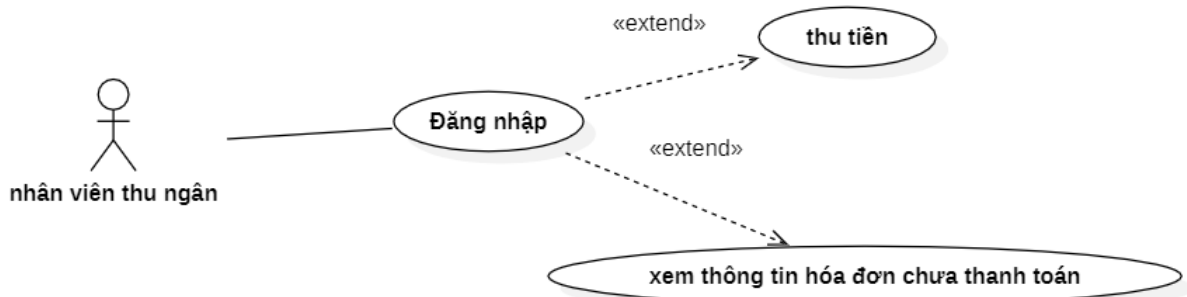 «extend»
thu tiền
Đăng nhập
«extend»
nhân viên thu ngân
xem thông tin hóa đơn chưa thanh toán